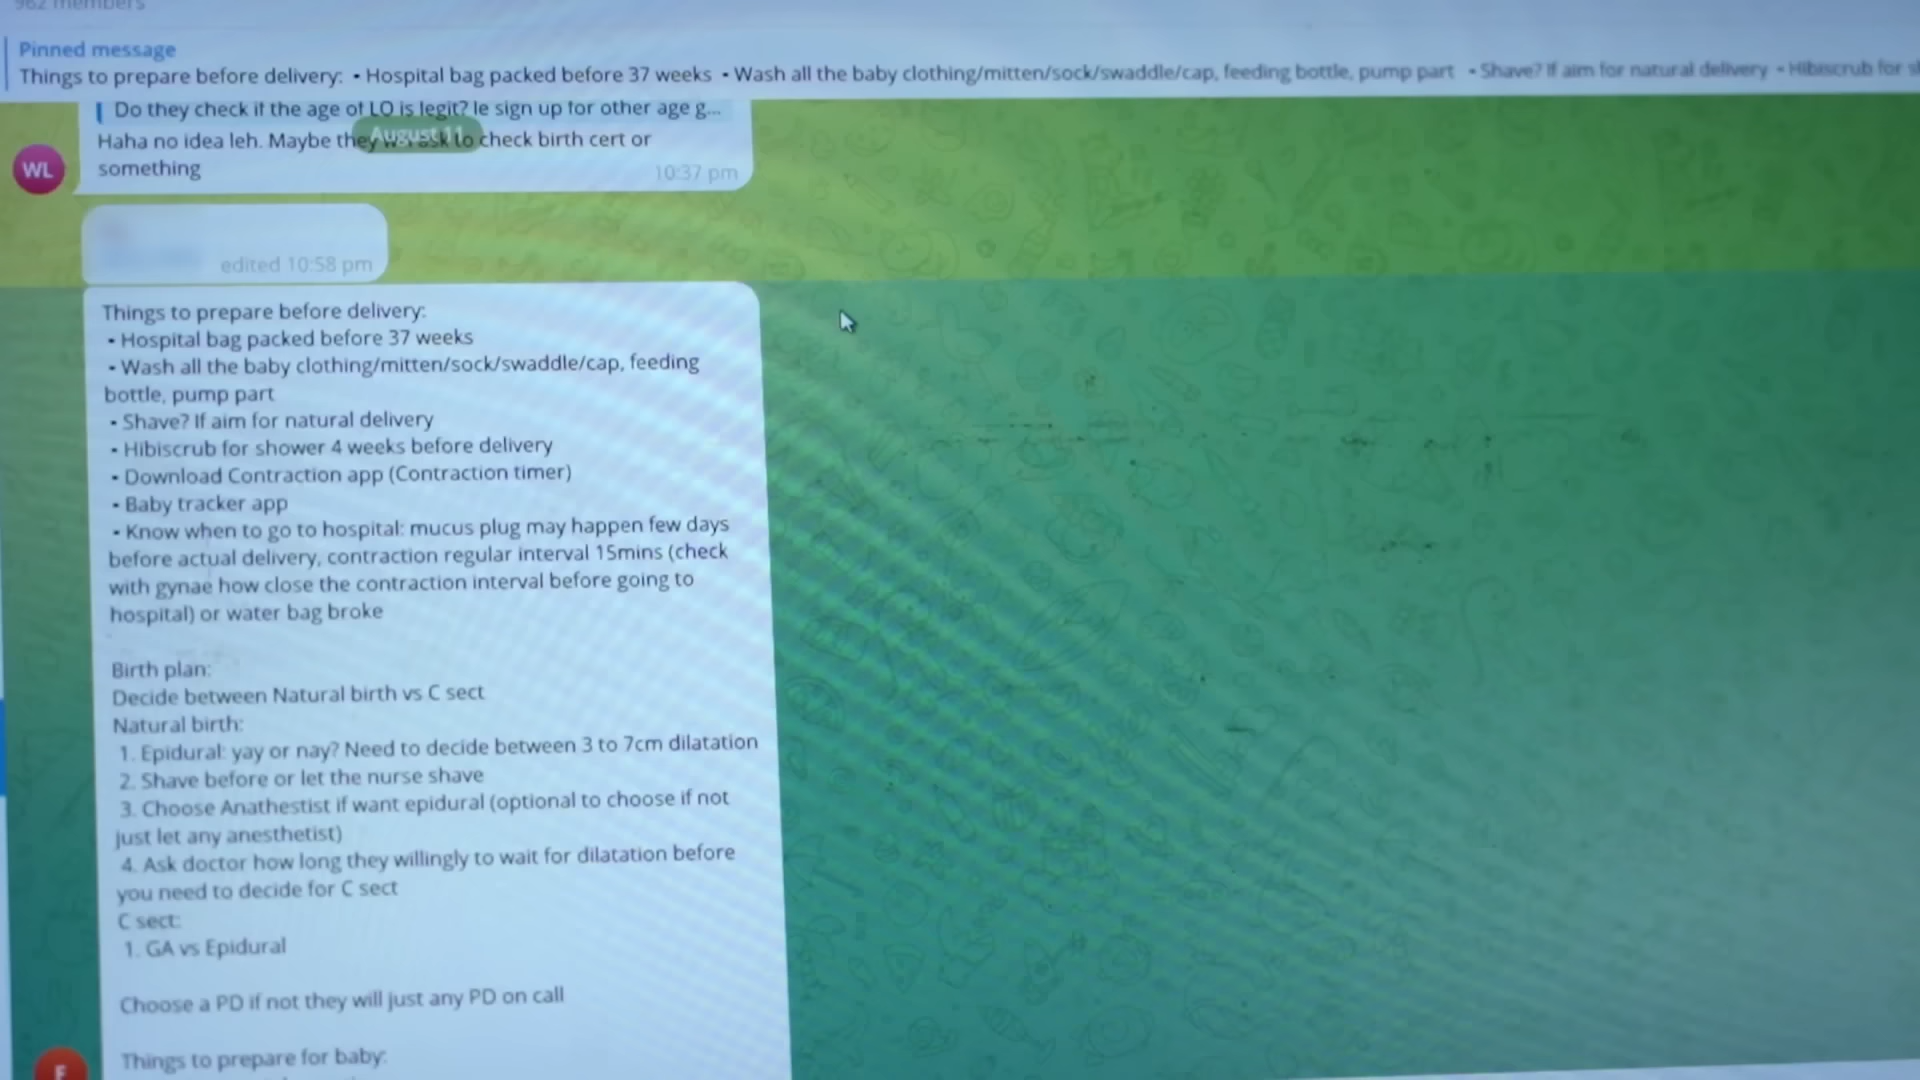 962 members
Pinned message
Things to prepare before delivery: • Hospital bag packed before 37 weeks • Wash all the baby clothing/mitten/sock/swaddle/cap, feeding bottle, pump part • Shave? If aim for natural delivery • Hibiscrub for
Do they check if the age of LO is legit? Ie sign up for other age g...
August 11
Haha no idea leh. Maybe they will ask to check birth cert or
something
10:37 pm
WL
edited 10:58 pm
Things to prepare before delivery:
• Hospital bag packed before 37 weeks
• Wash all the baby clothing/mitten/sock/swaddle/cap, feeding
bottle, pump part
• Shave? If aim for natural delivery
• Hibiscrub for shower 4 weeks before delivery
• Download Contraction app (Contraction timer)
• Baby tracker app
• Know when to go to hospital: mucus plug may happen few days
before actual delivery, contraction regular interval 15mins (check
with gynae how close the contraction interval before going to
hospital) or water bag broke
Birth plan:
Decide between Natural birth vs C sect
Natural birth:
1. Epidural: yay or nay? Need to decide between 3 to 7cm dilatation
2. Shave before or let the nurse shave
3. Choose Anathestist if want epidural (optional to choose if not
just let any anesthetist)
4. Ask doctor how long they willingly to wait for dilatation before
you need to decide for C sect
C sect:
1. GA vs Epidural
Choose a PD if not they will just any PD on call
Things to prepare for baby:
F